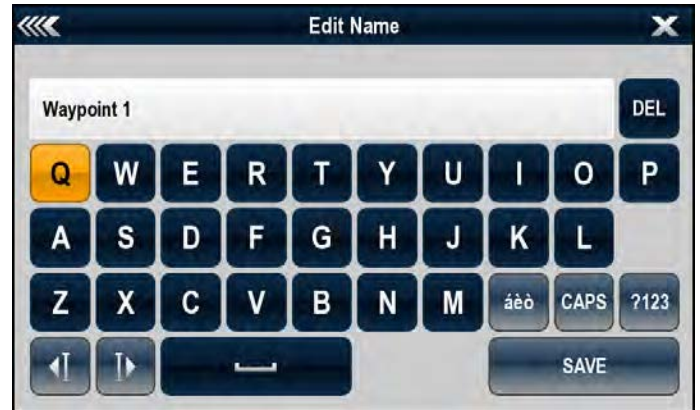 Edit Name
Waypoint 1 DEL
Q W E R T Y U I O P
A S D F G H J K L
Z X C V B N M áèò CAPS ?123
SAVE